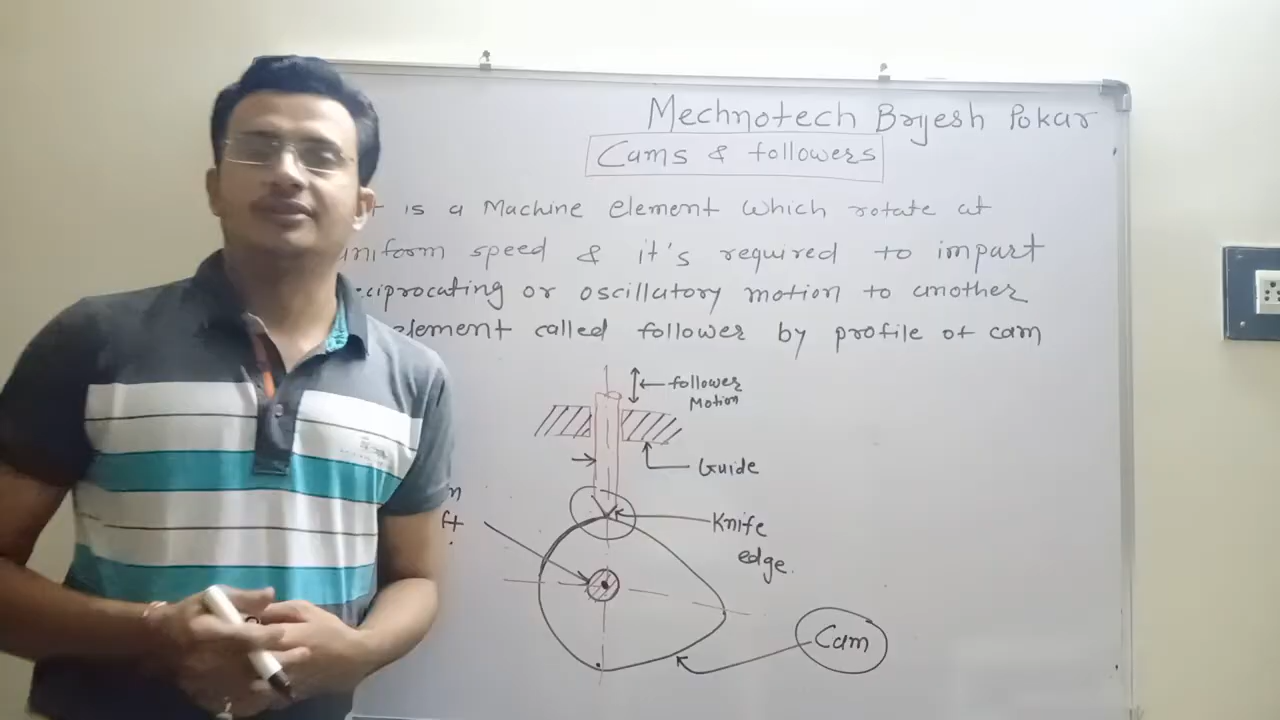 Mechnotech Brijesh Pokar
Cams & followers
is a Machine element which rotate at
uniform speed & it's required to impart
reciprocating or oscillatory motion to another
element called follower by profile of cam
follower
Motion
Guide
Knife
edge.
Cam